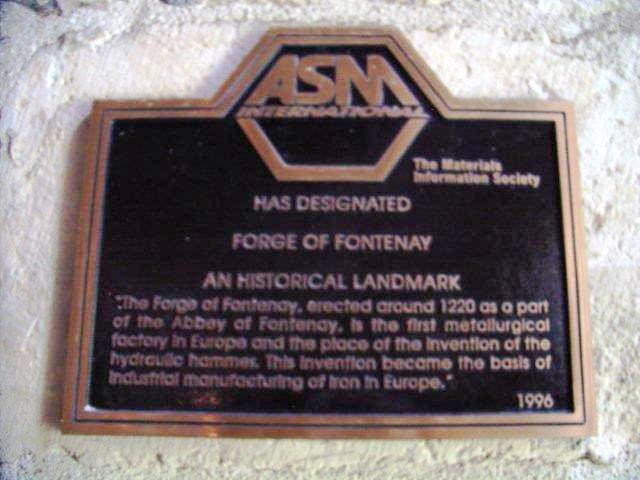 ASM
INTERNATIONAL
The Materials
Information Society
HAS DESIGNATED
FORGE OF FONTENAY
AN HISTORICAL LANDMARK
"The Forge of Fontenay, erected around 1220 as a part
of the Abbey of Fontenay, is the first metallurgical
factory in Europe and the place of the invention of the
hydraulic hammer. This invention became the basis of
industrial manufacturing of iron in Europe."
1996